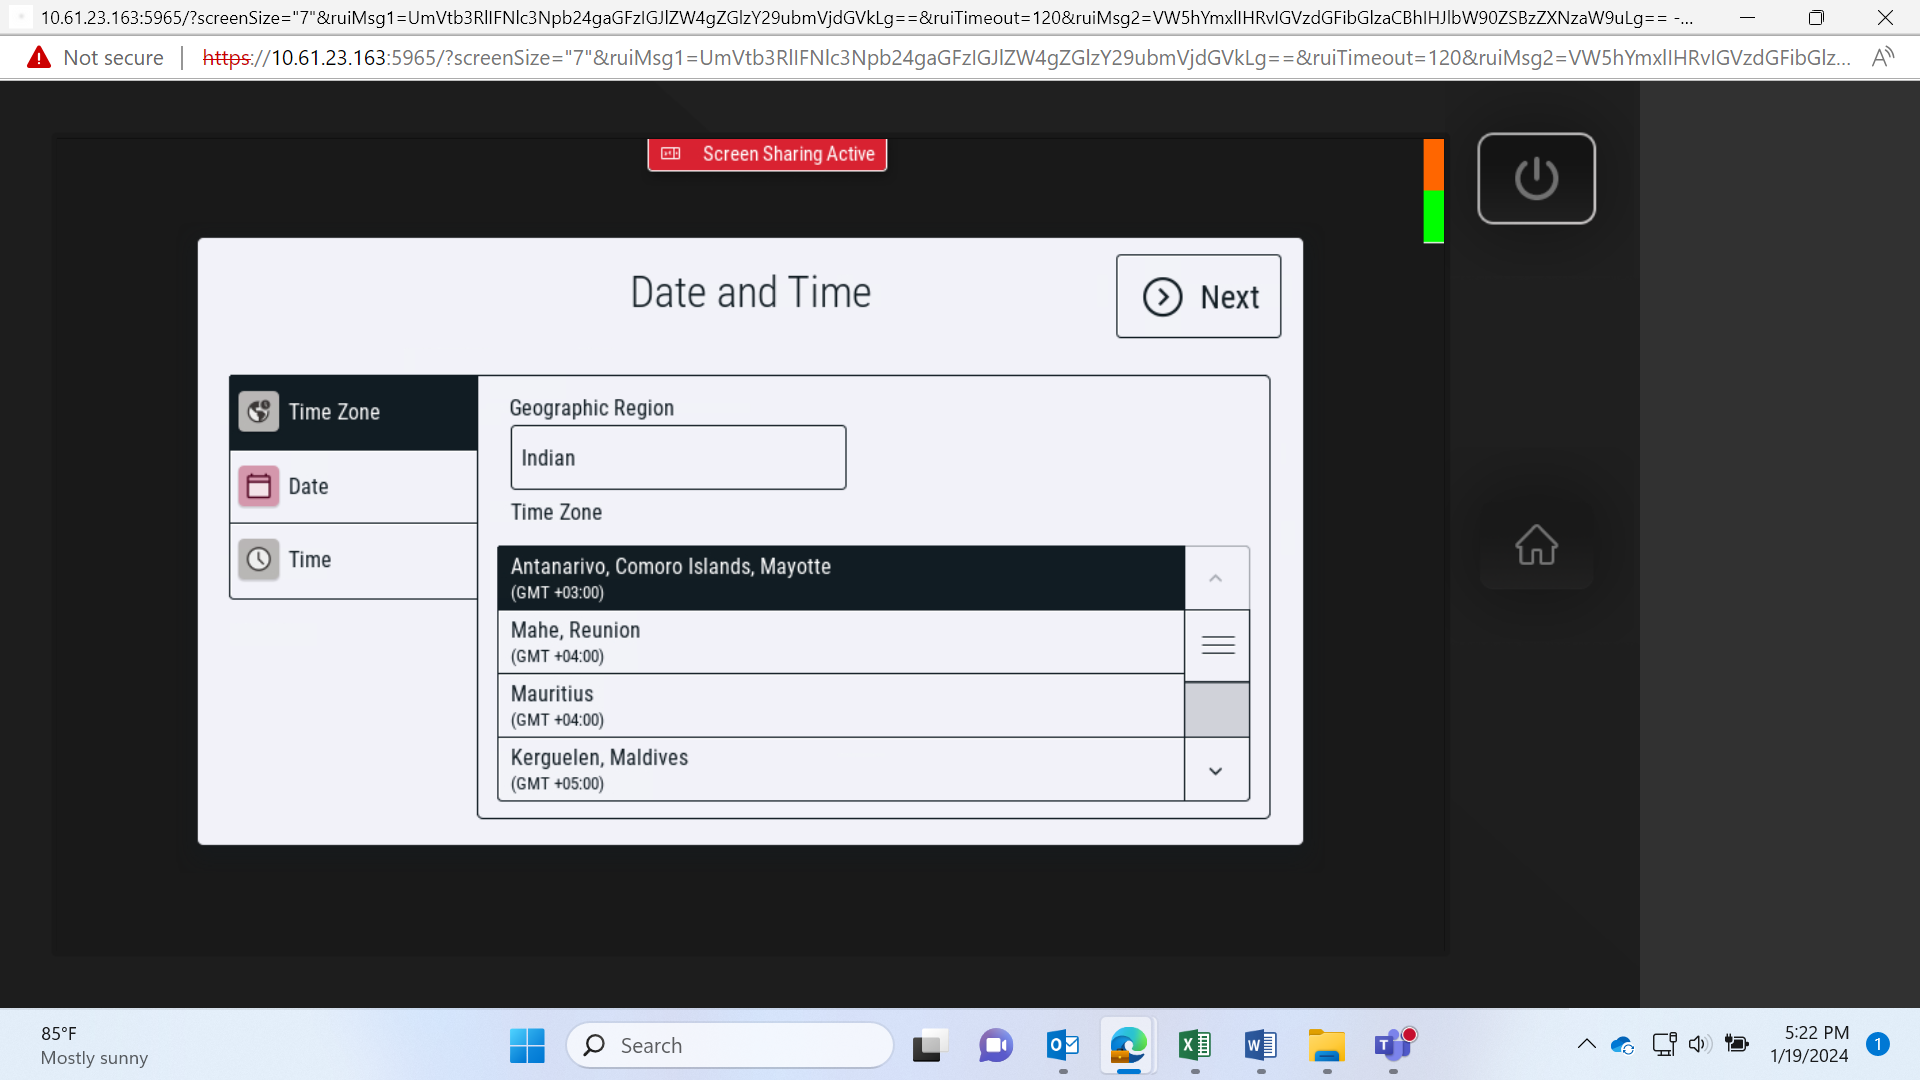 10.61.23.163:5965/?screenSize="7"&ruiMsg1=UmVtb3RlIFNlc3Npb24gaGFzIGJlZW4gZGlzY29ubmVjdGVkLg==&ruiTimeout=120&ruiMsg2=VW5hYmxlIHRvIGVzdGFibGlzaCBhIHJlbW90ZSBzZXNzaW9uLg== -...
Not secure
https://10.61.23.163:5965/?screenSize="7"&ruiMsg1=UmVtb3RlIFNlc3Npb24gaGFzIGJlZW4gZGlzY29ubmVjdGVkLg==&ruiTimeout=120&ruiMsg2=VW5hYmxlIHRvIGVzdGFibGlz...
Screen Sharing Active
Date and Time
Next
Time Zone
Date
Time
Geographic Region
Indian
Time Zone
Antanarivo, Comoro Islands, Mayotte
(GMT +03:00)
Mahe, Reunion
(GMT +04:00)
Mauritius
(GMT +04:00)
Kerguelen, Maldives
(GMT +05:00)
85°F
Mostly sunny
Search
5:22 PM
1/19/2024
1